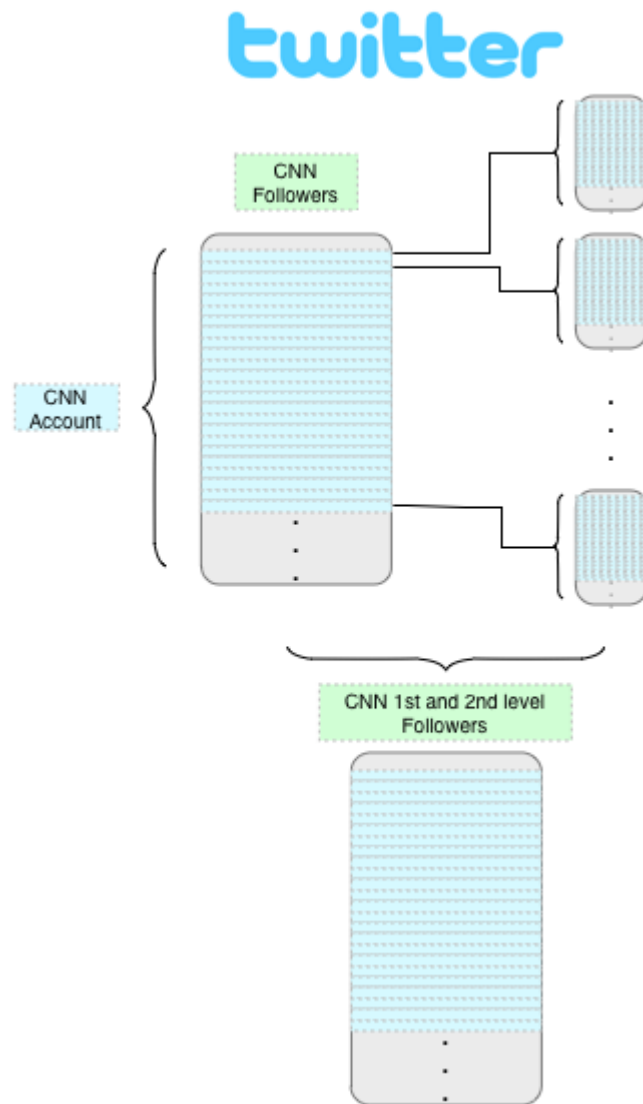 twitter
CNN
Followers
CNN
Account
CNN 1st and 2nd level
Followers